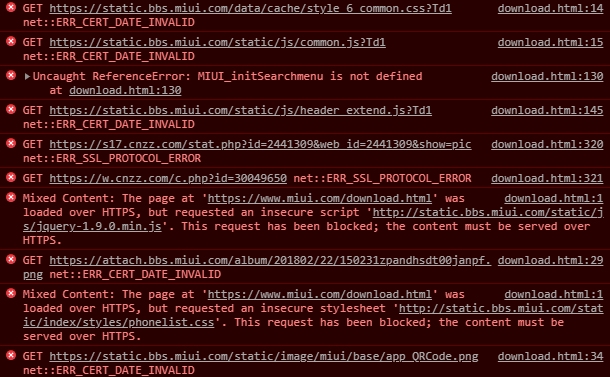 GET https://static.bbs.miui.com/data/cache/style_6_common.css?Td1 download.html:14
net::ERR_CERT_DATE_INVALID
GET https://static.bbs.miui.com/static/js/common.js?Td1 download.html:15
net::ERR_CERT_DATE_INVALID
Uncaught ReferenceError: MIUI_initSearchmenu is not defined download.html:130
at download.html:130
GET https://static.bbs.miui.com/static/js/header_extend.js?Td1 download.html:145
net::ERR_CERT_DATE_INVALID
GET https://s17.cnzz.com/stat.php?id=2441309&web_id=2441309&show=pic download.html:320
net::ERR_SSL_PROTOCOL_ERROR
GET https://w.cnzz.com/c.php?id=30049650 net::ERR_SSL_PROTOCOL_ERROR download.html:321
Mixed Content: The page at 'https://www.miui.com/download.html' was download.html:1
loaded over HTTPS, but requested an insecure script 'http://static.bbs.miui.com/static/j
s/jquery-1.9.0.min.js'. This request has been blocked; the content must be served over
HTTPS.
GET https://attach.bbs.miui.com/album/201802/22/150231zpandhsdt00janpf. download.html:29
png net::ERR_CERT_DATE_INVALID
Mixed Content: The page at 'https://www.miui.com/download.html' was download.html:1
loaded over HTTPS, but requested an insecure stylesheet 'http://static.bbs.miui.com/stat
ic/index/styles/phonelist.css'. This request has been blocked; the content must be
served over HTTPS.
GET https://static.bbs.miui.com/static/image/miui/base/app_QRCode.png download.html:34
net::ERR_CERT_DATE_INVALID